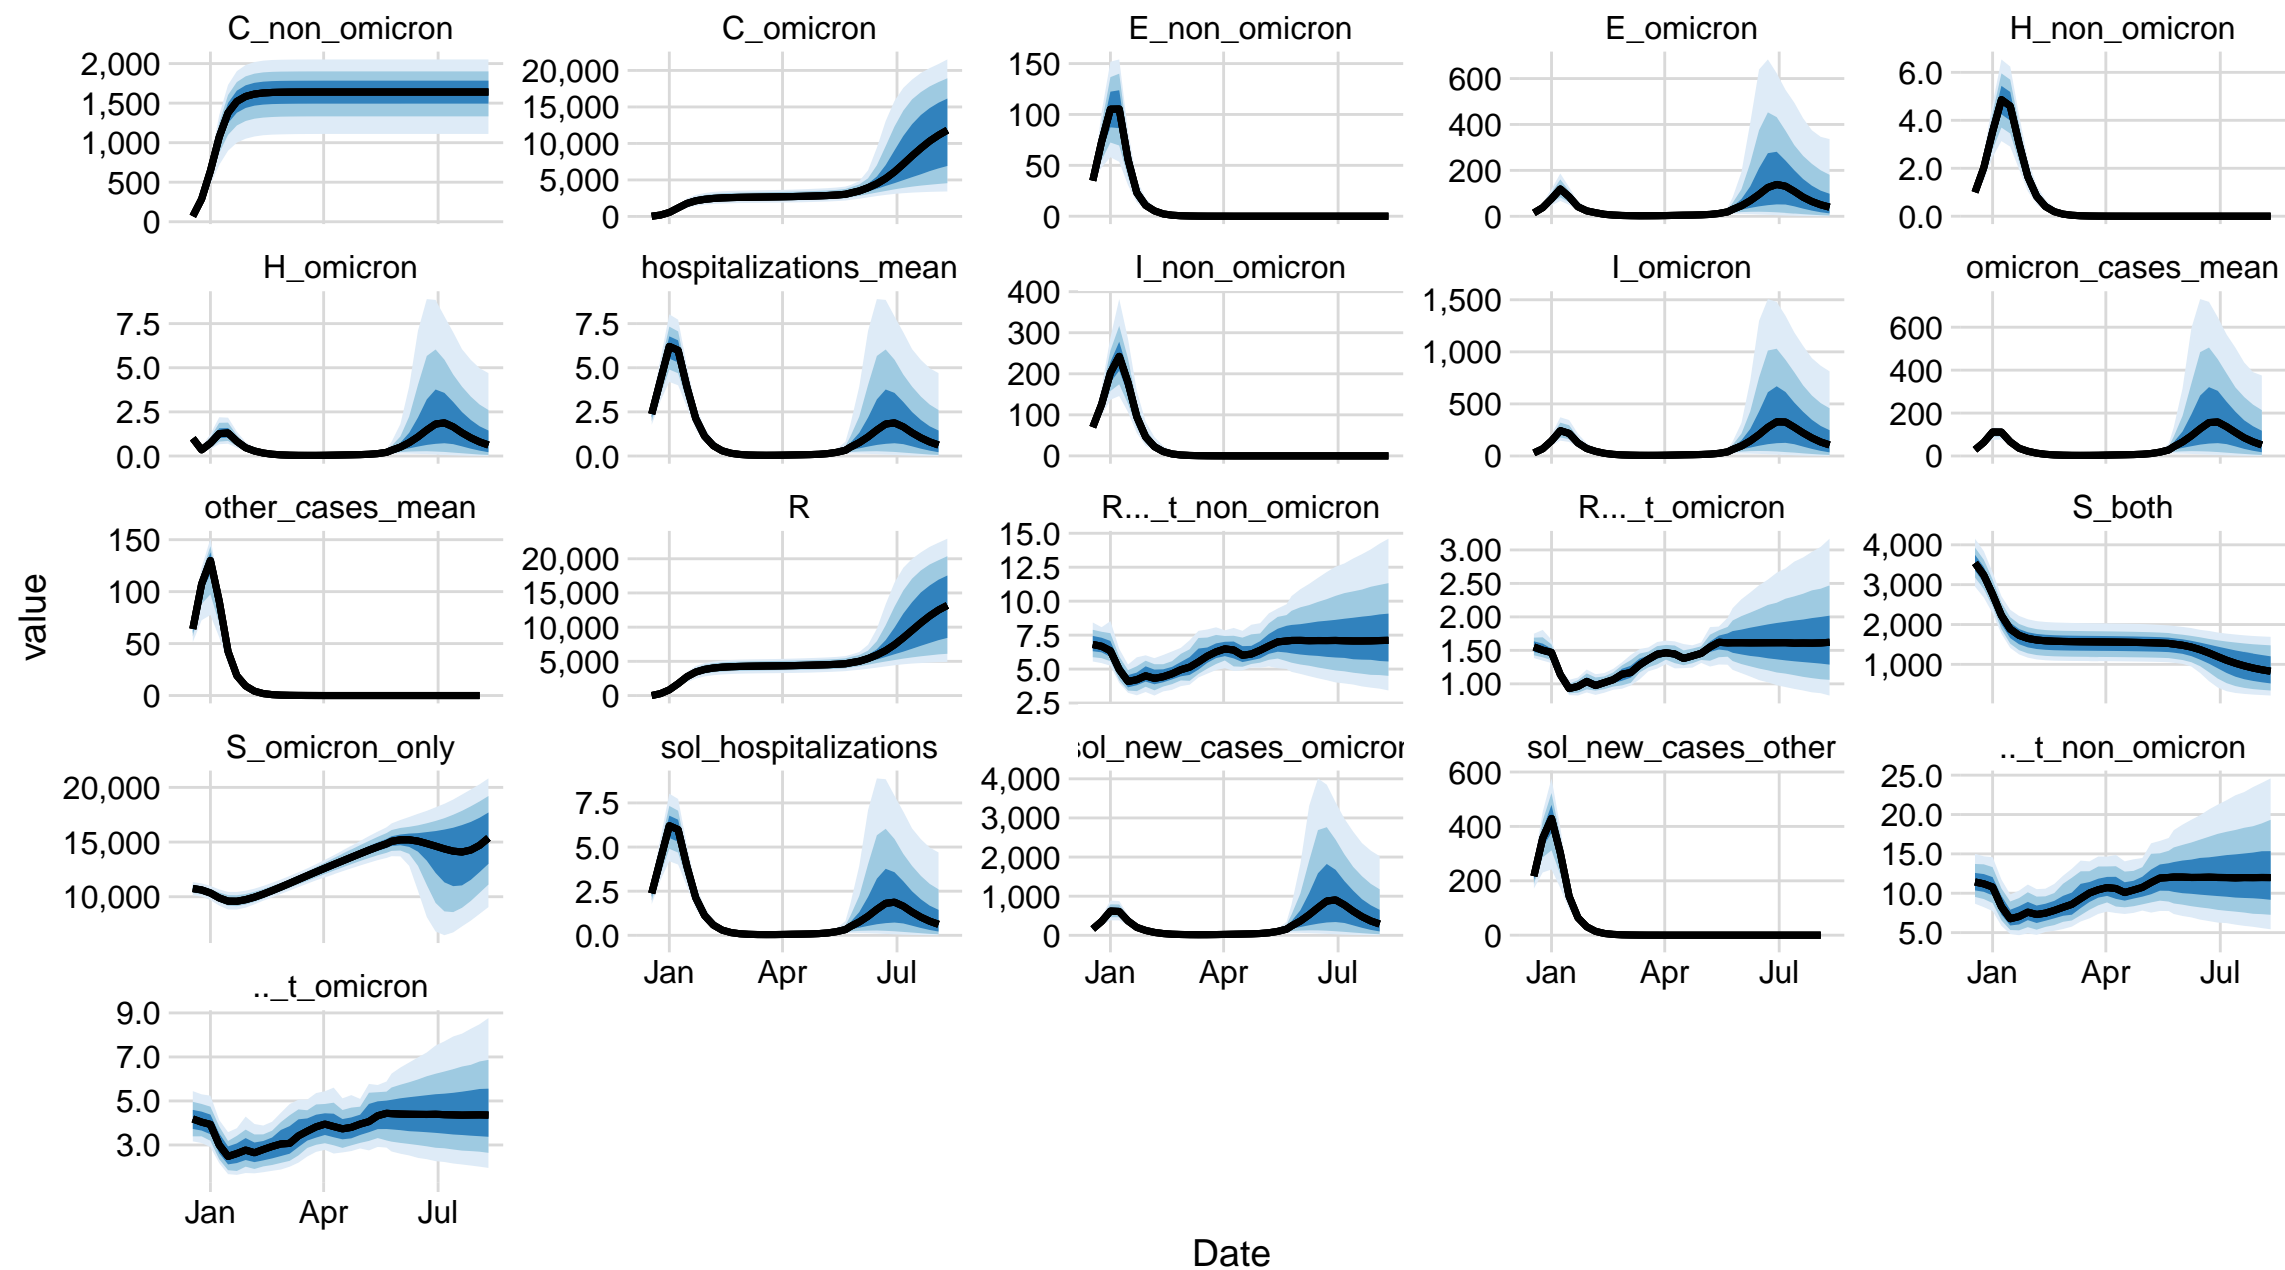 C_non_omicron C_omicron E_non_omicron E_omicron H_non_omicron
2,000 1,500 1,000 500 0
20,000 15,000 10,000 5,000 0
150 100 50 0
600 400 200 0
6.0 4.0 2.0 0.0
H_omicron hospitalizations_mean I_non_omicron I_omicron omicron_cases_mean
7.5 5.0 2.5 0.0
7.5 5.0 2.5 0.0
400 300 200 100 0
1,500 1,000 500 0
600 400 200 0
other_cases_mean R R..._t_non_omicron R..._t_omicron S_both
150 100 50 0
20,000 15,000 10,000 5,000 0
15.0 12.5 10.0 7.5 5.0 2.5
3.00 2.50 2.00 1.50 1.00
4,000 3,000 2,000 1,000
value
S_omicron_only sol_hospitalizations sol_new_cases_omicron sol_new_cases_other .._t_non_omicron
20,000 15,000 10,000
7.5 5.0 2.5 0.0
4,000 3,000 2,000 1,000 0
600 400 200 0
25.0 20.0 15.0 10.0 5.0
Jan Apr Jul Jan Apr Jul Jan Apr Jul Jan Apr Jul
.._t_omicron
9.0 7.0 5.0 3.0
Jan Apr Jul
Date